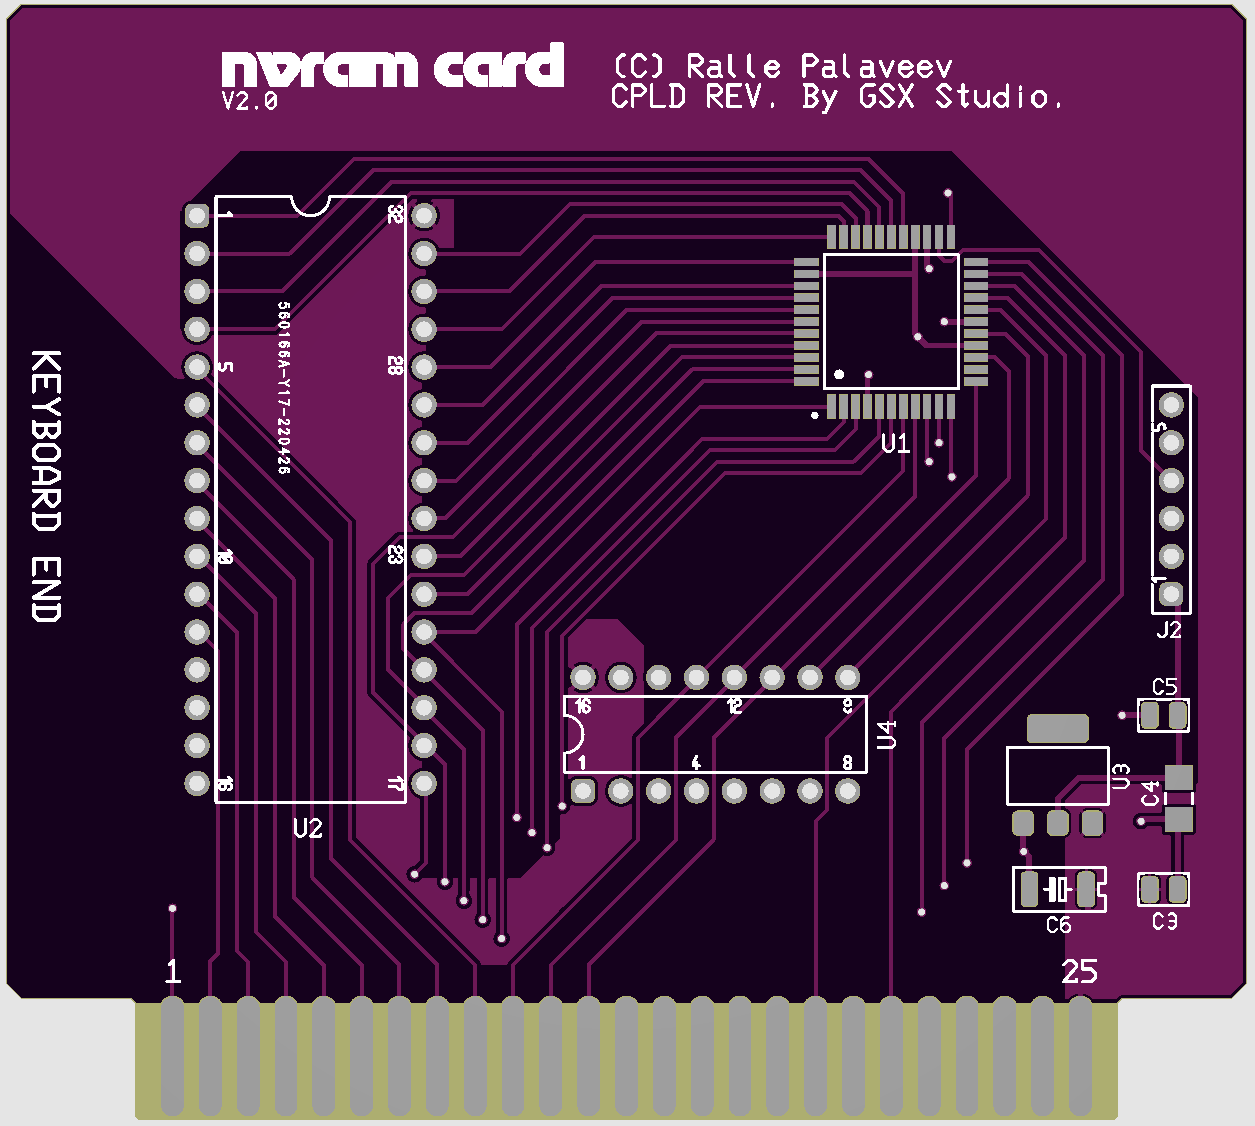 nvram card
V2.0
(C) Ralle Palaveev
CPLD REV. By GSX Studio.
1
32
5
28
560166A-Y17-220426
KEYBOARD END
10
23
16
17
U2
U1
5
1
J2
16
12
9
1
4
8
U4
C5
U3
C4
C6
C3
1
25